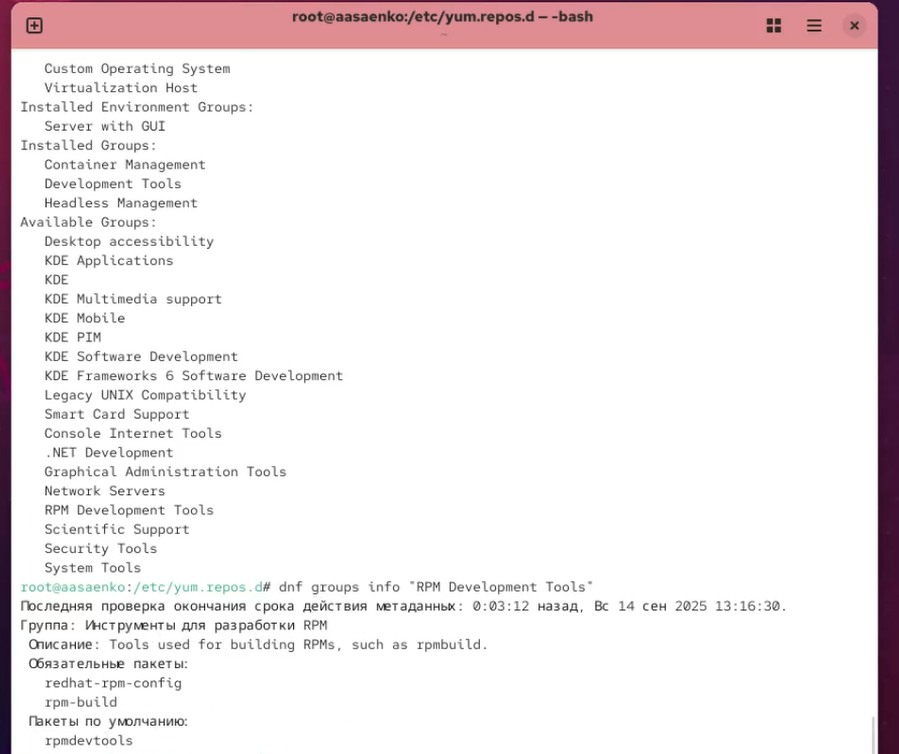 root@aasaenko:/etc/yum.repos.d — -bash
~
Custom Operating System
Virtualization Host
Installed Environment Groups:
Server with GUI
Installed Groups:
Container Management
Development Tools
Headless Management
Available Groups:
Desktop accessibility
KDE Applications
KDE
KDE Multimedia support
KDE Mobile
KDE PIM
KDE Software Development
KDE Frameworks 6 Software Development
Legacy UNIX Compatibility
Smart Card Support
Console Internet Tools
.NET Development
Graphical Administration Tools
Network Servers
RPM Development Tools
Scientific Support
Security Tools
System Tools
root@aasaenko:/etc/yum.repos.d# dnf groups info "RPM Development Tools"
Последняя проверка окончания срока действия метаданных: 0:03:12 назад, Вс 14 сен 2025 13:16:30.
Группа: Инструменты для разработки RPM
Описание: Tools used for building RPMs, such as rpmbuild.
Обязательные пакеты:
redhat-rpm-config
rpm-build
Пакеты по умолчанию:
rpmdevtools